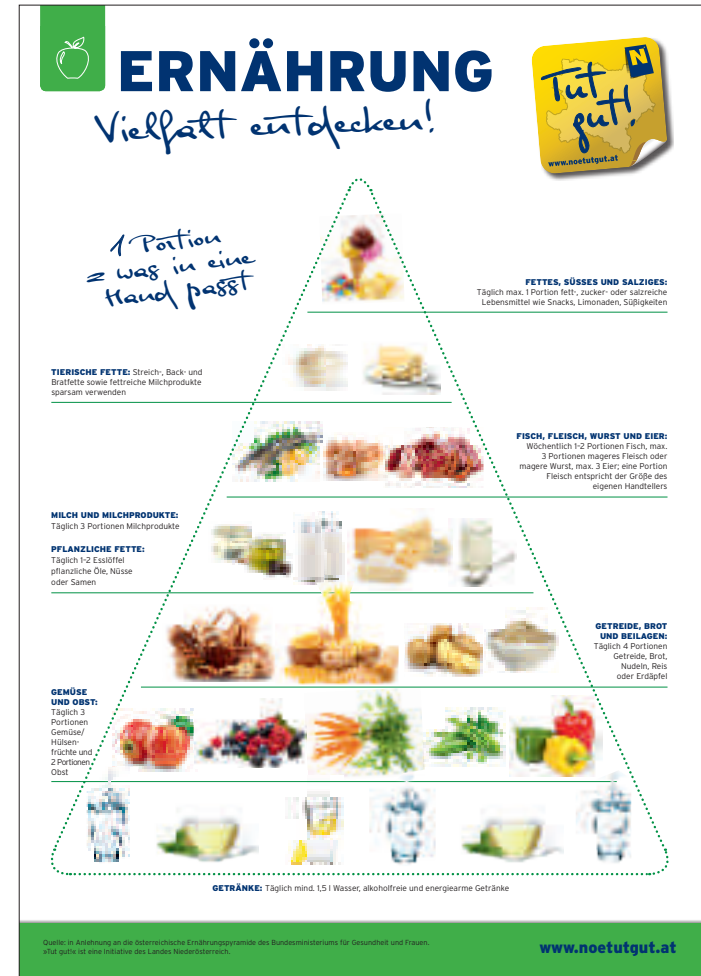 ERNÄHRUNG
Vielfalt entdecken!
N
Tut
gut!
www.noetutgut.at
1 Portion
= was in eine
Hand passt
FETTES, SÜSSES UND SALZIGES:
Täglich max. 1 Portion fett-, zucker- oder salzreiche
Lebensmittel wie Snacks, Limonaden, Süßigkeiten
TIERISCHE FETTE: Streich-, Back- und
Bratfette sowie fettreiche Milchprodukte
sparsam verwenden
FISCH, FLEISCH, WURST UND EIER:
Wöchentlich 1-2 Portionen Fisch, max.
3 Portionen mageres Fleisch oder
magere Wurst, max. 3 Eier; eine Portion
Fleisch entspricht der Größe des
eigenen Handtellers
MILCH UND MILCHPRODUKTE:
Täglich 3 Portionen Milchprodukte
PFLANZLICHE FETTE:
Täglich 1-2 Esslöffel
pflanzliche Öle, Nüsse
oder Samen
GETREIDE, BROT
UND BEILAGEN:
Täglich 4 Portionen
Getreide, Brot,
Nudeln, Reis
oder Erdäpfel
GEMÜSE
UND OBST:
Täglich 3
Portionen
Gemüse/
Hülsen-
früchte und
2 Portionen
Obst
GETRÄNKE: Täglich mind. 1,5 l Wasser, alkoholfreie und energiearme Getränke
Quelle: in Anlehnung an die österreichische Ernährungspyramide des Bundesministeriums für Gesundheit und Frauen.
»Tut gut!« ist eine Initiative des Landes Niederösterreich.
www.noetutgut.at